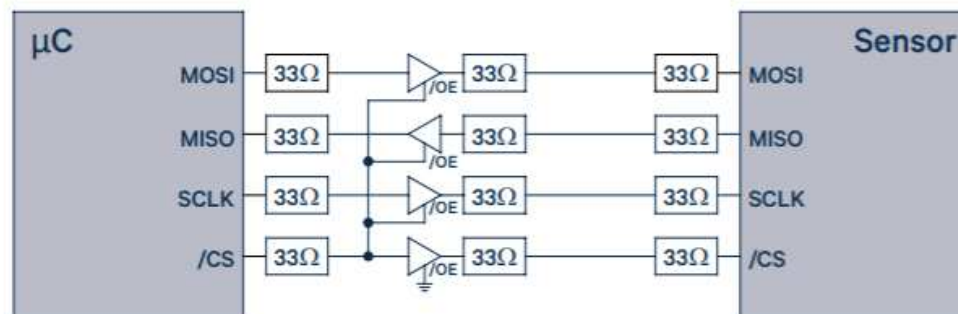 µC Sensor
MOSI 33Ω /OE 33Ω 33Ω MOSI
MISO 33Ω /OE 33Ω 33Ω MISO
SCLK 33Ω /OE 33Ω 33Ω SCLK
/CS 33Ω /OE 33Ω 33Ω /CS